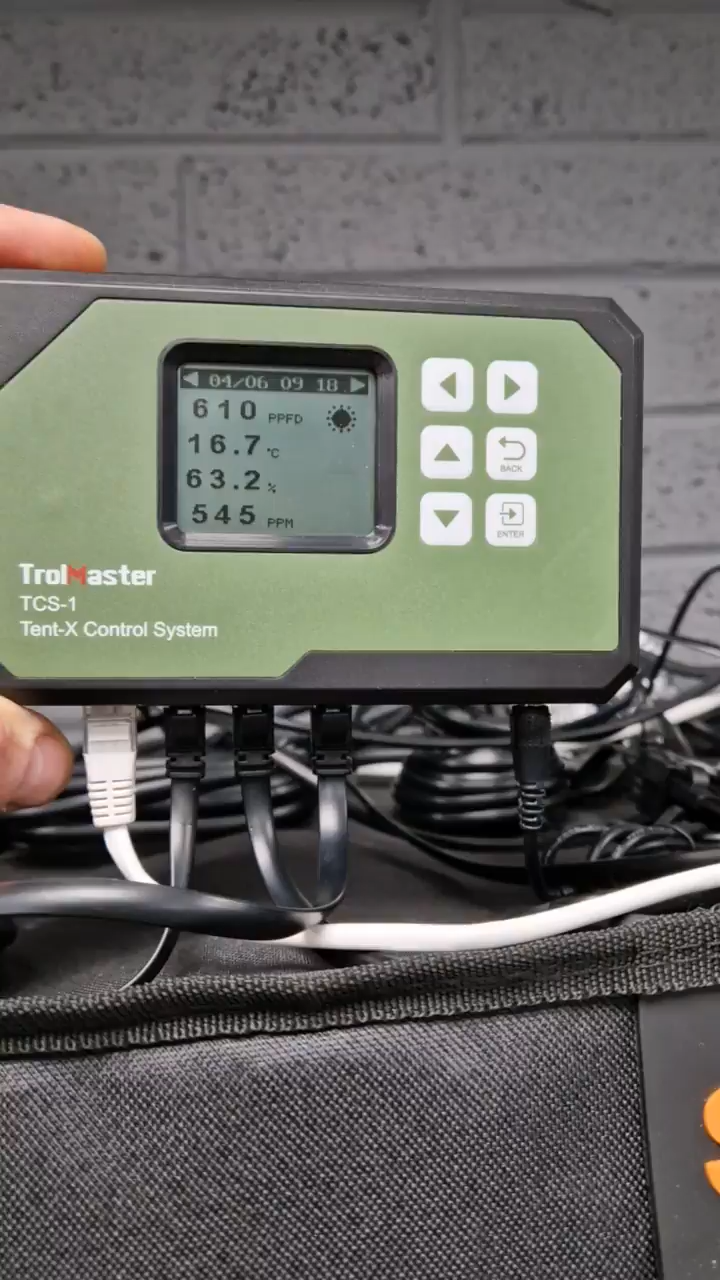 04/06 09 18
610 PPFD
16.7 °C
63.2 %
545 PPM
BACK
ENTER
TrolMaster
TCS-1
Tent-X Control System